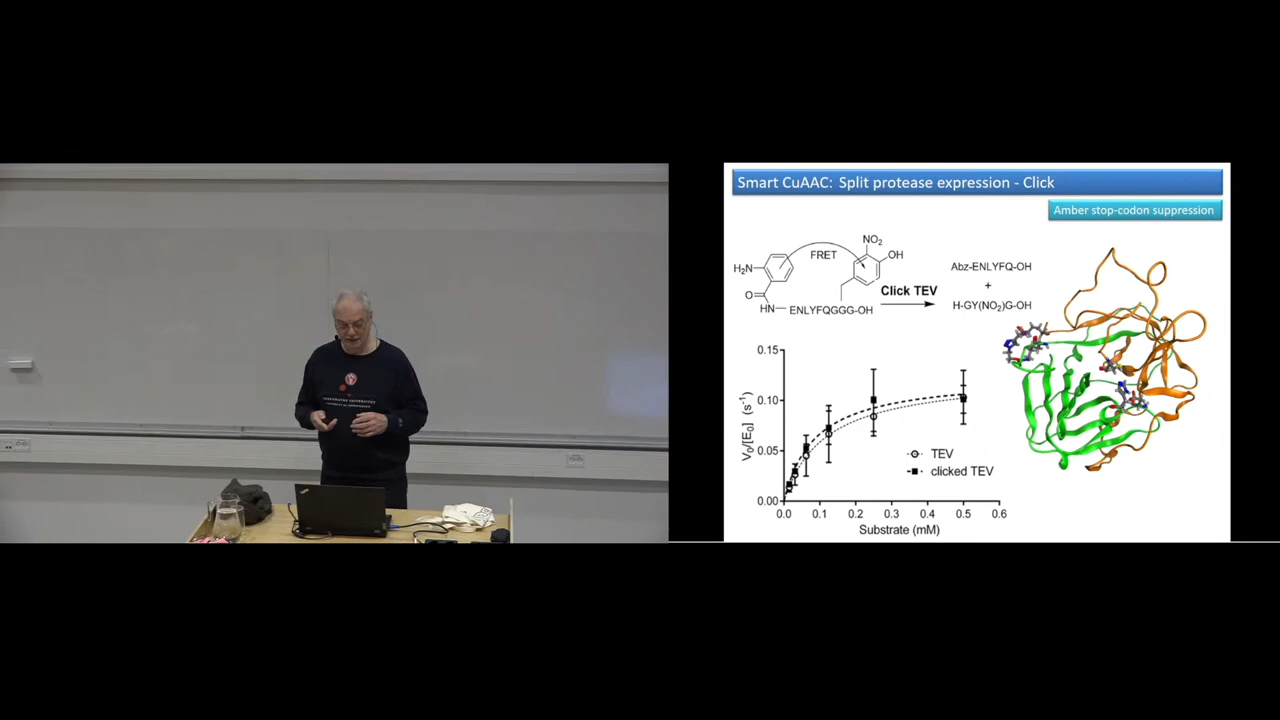 Smart CuAAC: Split protease expression - Click
Amber stop-codon suppression
NO2
OH
FRET
H2N
O
HN
ENLYFQGGG-OH
Click TEV
Abz-ENLYFQ-OH
+
H-GY(NO2)G-OH
0.15
0.10
0.05
0.00
V0/[E0] (s-1)
TEV
clicked TEV
0.0 0.1 0.2 0.3 0.4 0.5 0.6
Substrate (mM)